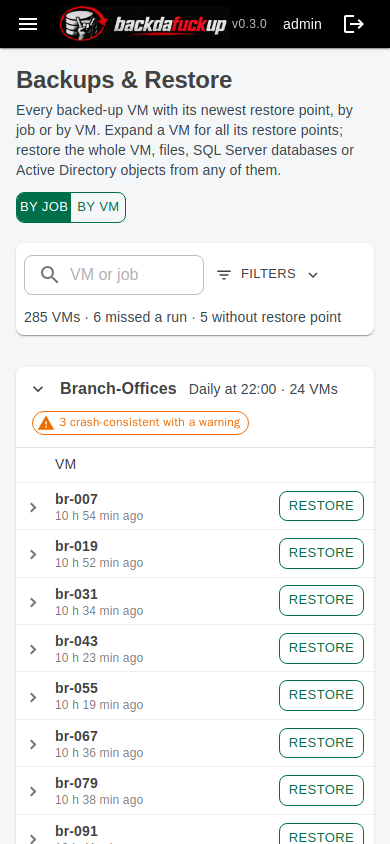 backdafuckup v0.3.0 admin
Backups & Restore
Every backed-up VM with its newest restore point, by
job or by VM. Expand a VM for all its restore points;
restore the whole VM, files, SQL Server databases or
Active Directory objects from any of them.
BY JOB BY VM
VM or job FILTERS
285 VMs · 6 missed a run · 5 without restore point
Branch-Offices Daily at 22:00 · 24 VMs
3 crash-consistent with a warning
VM
br-007
10 h 54 min ago
RESTORE
br-019
10 h 52 min ago
RESTORE
br-031
10 h 34 min ago
RESTORE
br-043
10 h 23 min ago
RESTORE
br-055
10 h 19 min ago
RESTORE
br-067
10 h 36 min ago
RESTORE
br-079
10 h 38 min ago
RESTORE
br-091
RESTORE